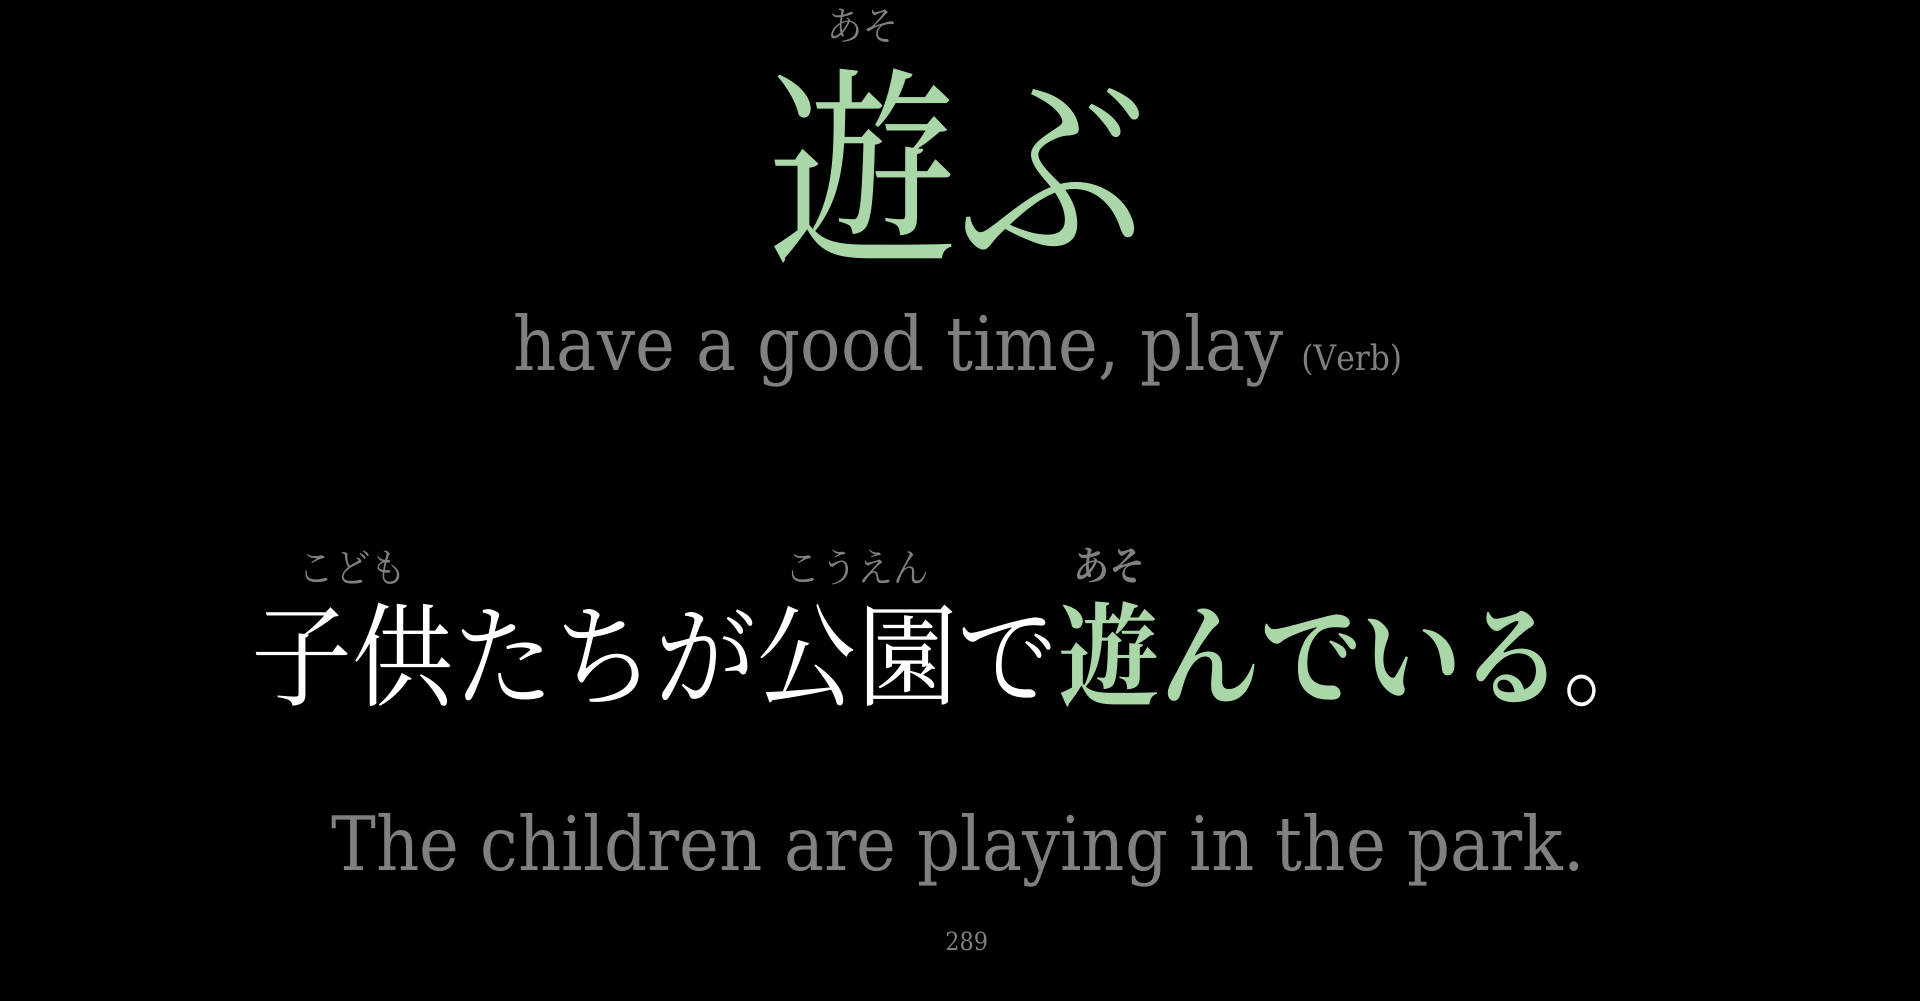 あそ
遊ぶ
have a good time, play (Verb)
こども こうえん あそ
子供たちが公園で遊んでいる。
The children are playing in the park.
289